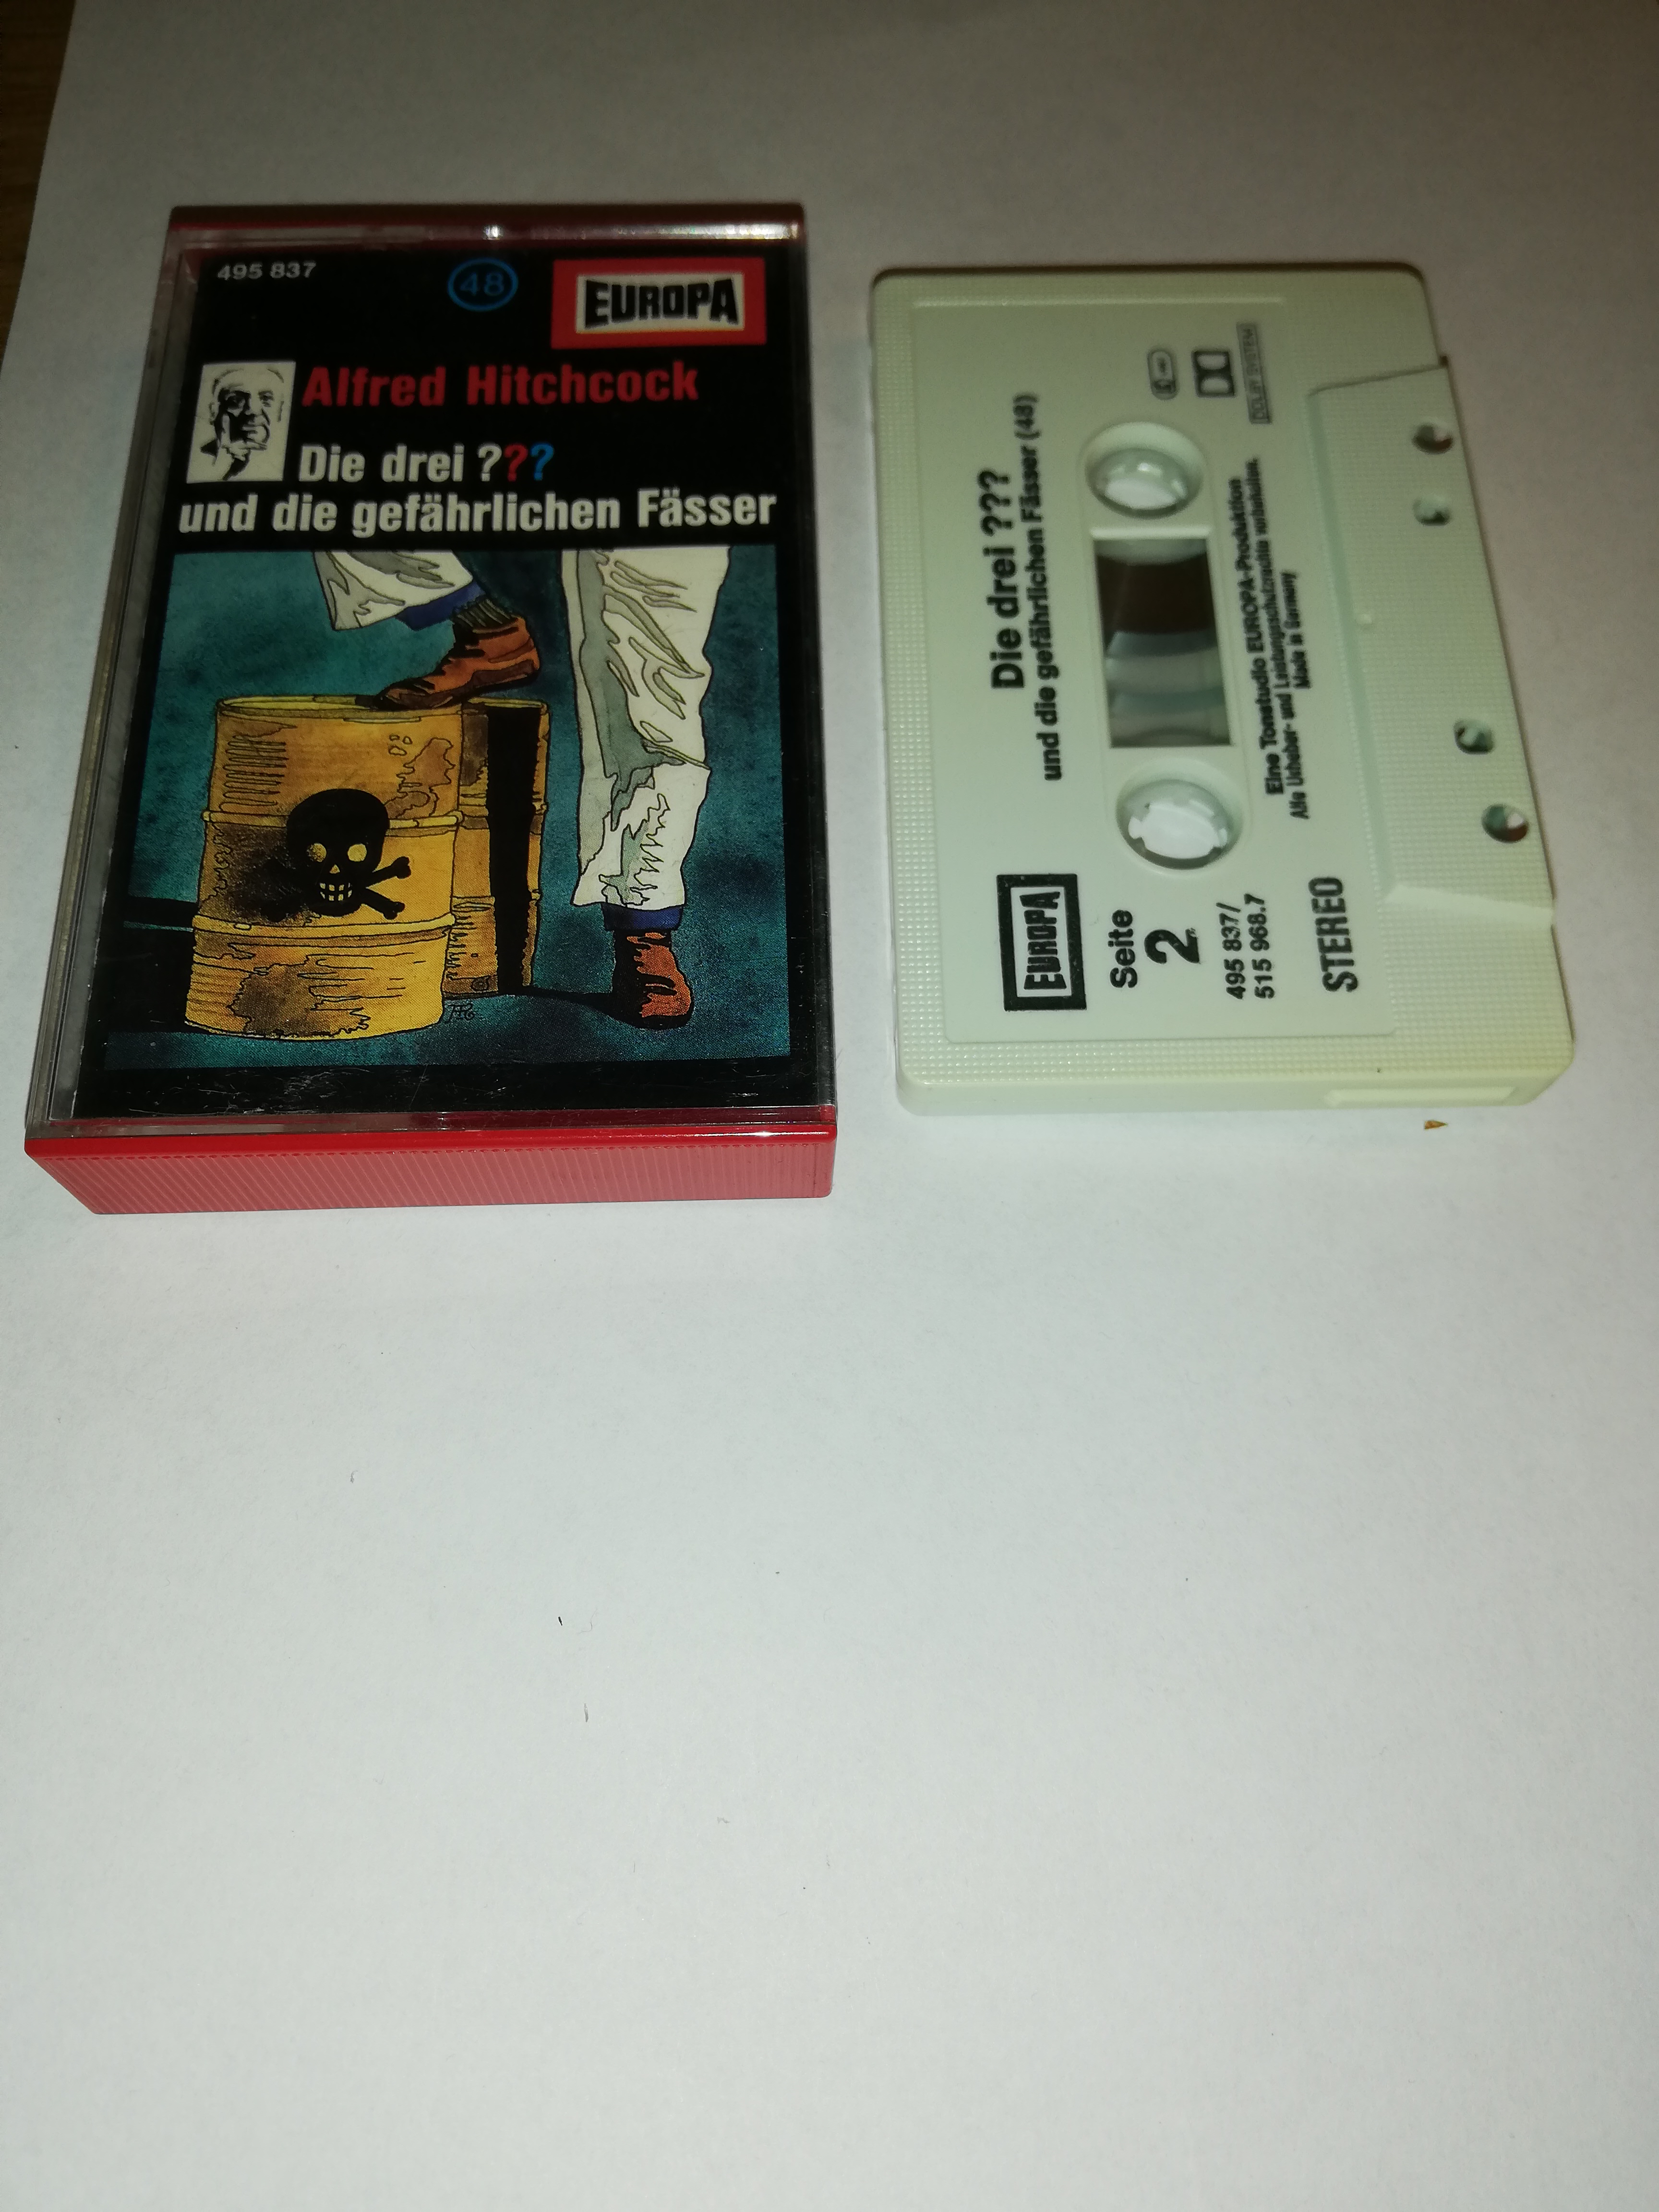 495 837
48
EUROPA
Alfred Hitchcock
Die drei ???
und die gefährlichen Fässer
Die drei ???
und die gefährlichen Fässer (48)
DOLBY SYSTEM
EUROPA
Seite
2
495 837/
515 968.7
Eine Tonstudio EUROPA-Produktion
Alle Urheber- und Leistungsschutzrechte vorbehalten.
Made in Germany
STEREO